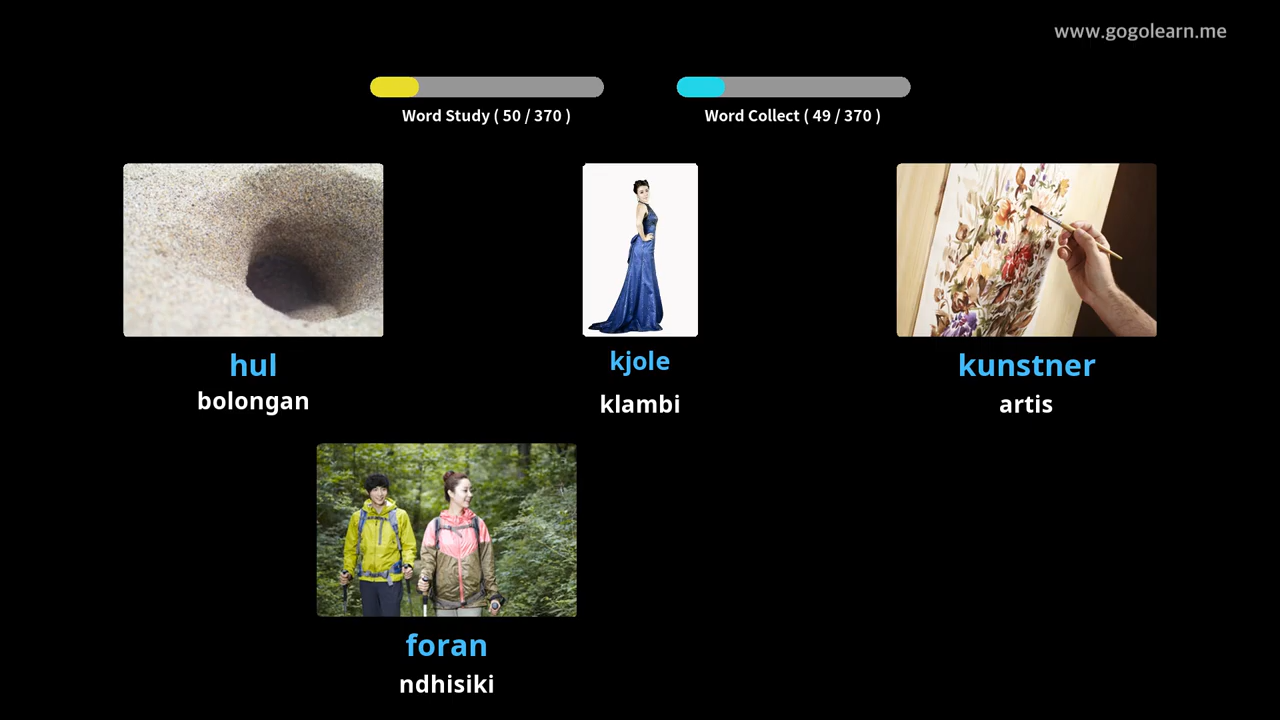 www.gogolearn.me
Word Study ( 50 / 370 )
Word Collect ( 49 / 370 )
hul
bolongan
kjole
klambi
kunstner
artis
foran
ndhisiki